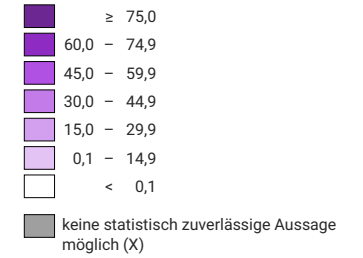 ≥ 75,0
60,0 – 74,9
45,0 – 59,9
30,0 – 44,9
15,0 – 29,9
0,1 – 14,9
< 0,1
keine statistisch zuverlässige Aussage
möglich (X)